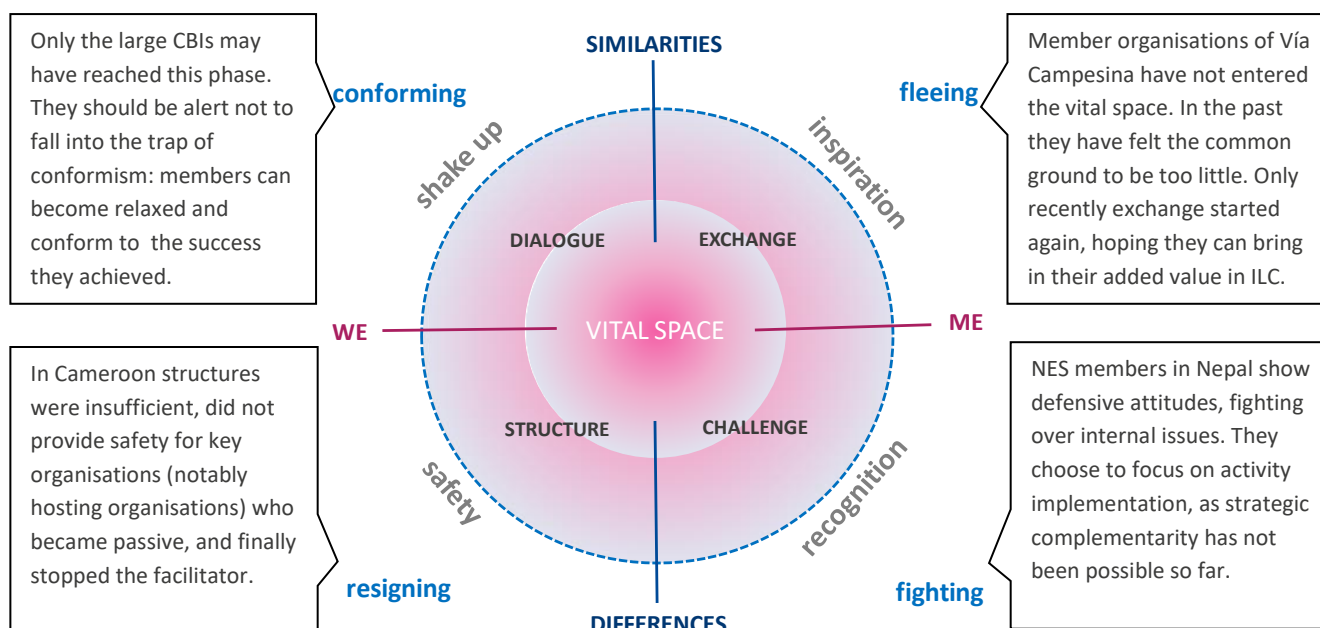 Only the large CBIs may
have reached this phase.
They should be alert not to
fall into the trap of
conformism: members can
become relaxed and
conform to the success
they achieved.
SIMILARITIES
conforming
fleeing
Member organisations of Vía
Campesina have not entered
the vital space. In the past
they have felt the common
ground to be too little. Only
recently exchange started
again, hoping they can bring
in their added value in ILC.
shake up
inspiration
DIALOGUE
EXCHANGE
WE
VITAL SPACE
ME
In Cameroon structures
were insufficient, did not
provide safety for key
organisations (notably
hosting organisations) who
became passive, and finally
stopped the facilitator.
STRUCTURE
CHALLENGE
safety
recognition
NES members in Nepal show
defensive attitudes, fighting
over internal issues. They
choose to focus on activity
implementation, as strategic
complementarity has not
been possible so far.
resigning
fighting
DIFFERENCES